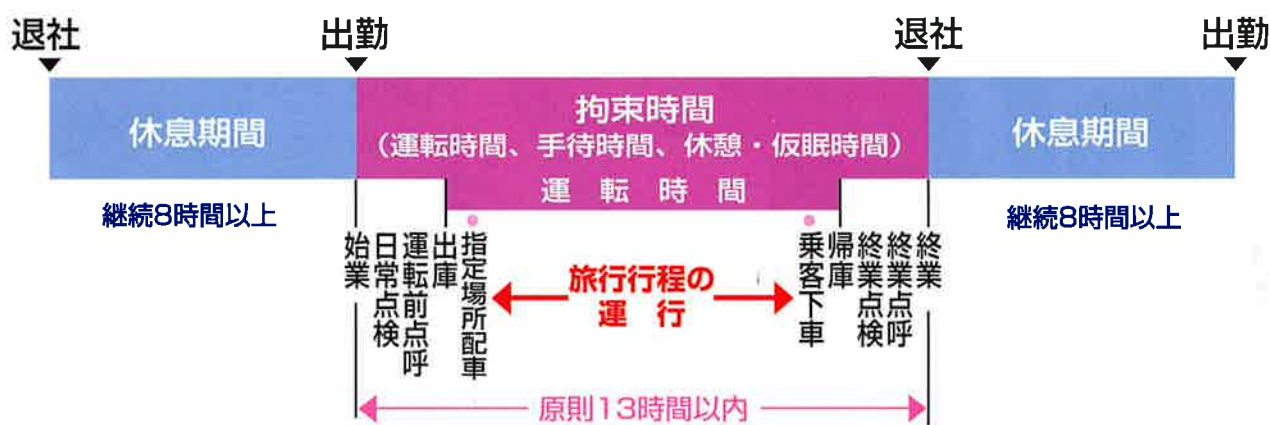 退社
出勤
退社
出勤
休息期間
拘束時間
(運転時間、手待時間、休憩・仮眠時間)
休息期間
運転時間
継続8時間以上
継続8時間以上
始業
日常点検
運転前点呼
出庫
指定場所配車
旅行行程の
運行
乗客下車
帰庫
終業点検
終業点呼
終業
原則13時間以内